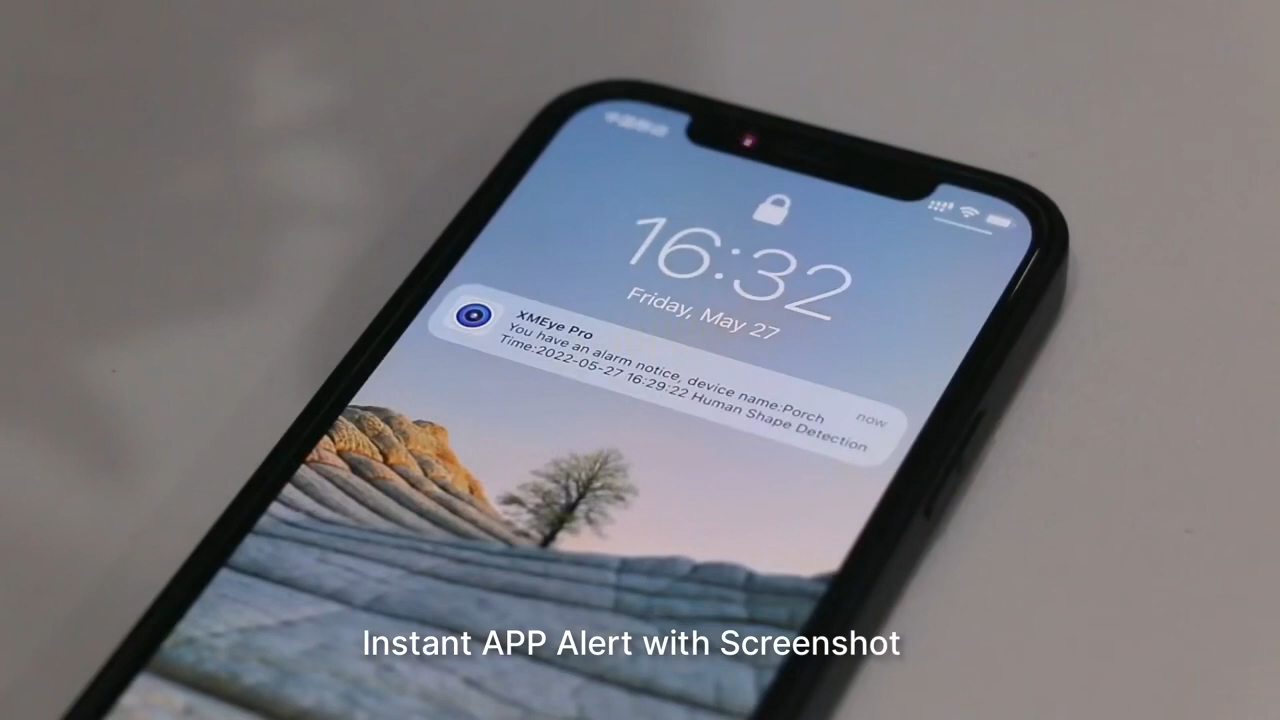 16:32
Friday, May 27
XMEye Pro
now
You have an alarm notice, device name:Porch
Time:2022-05-27 16:29:22 Human Shape Detection
Instant APP Alert with Screenshot